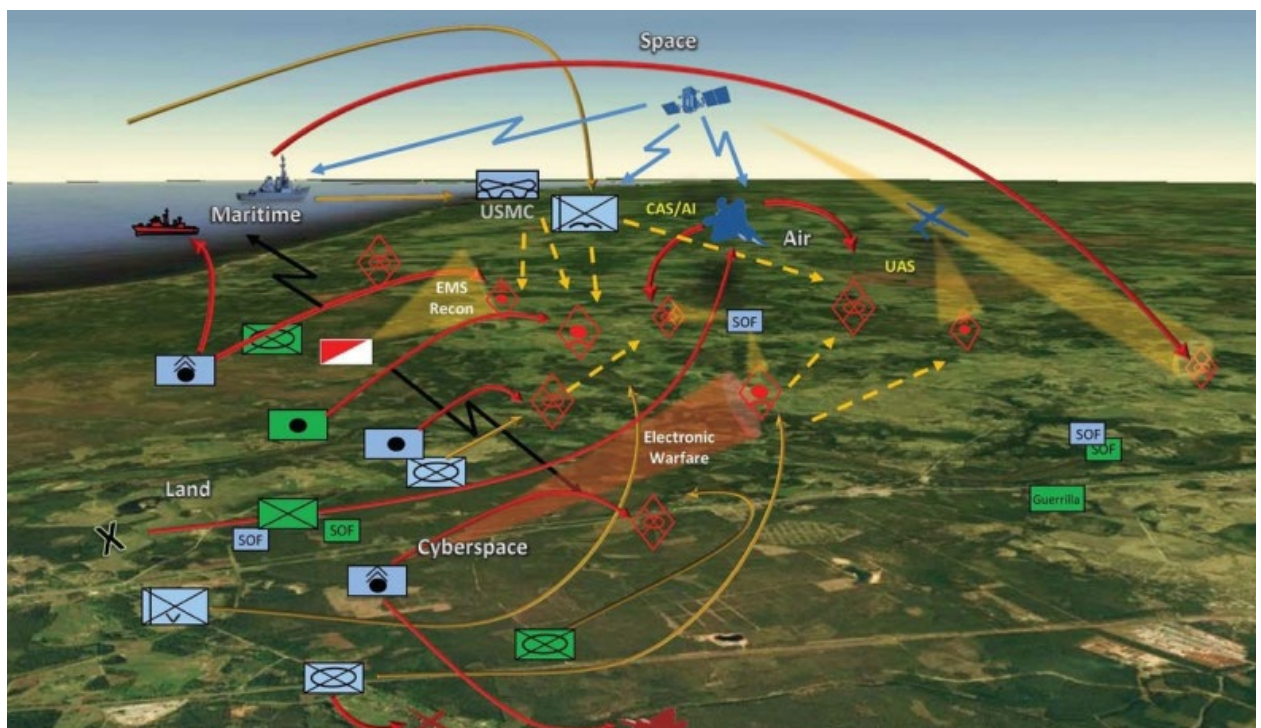 Space
Maritime
USMC
CAS/AI
Air
UAS
EMS
Recon
SOF
Electronic
Warfare
SOF
SOF
Land
Guerrilla
SOF
SOF
Cyberspace